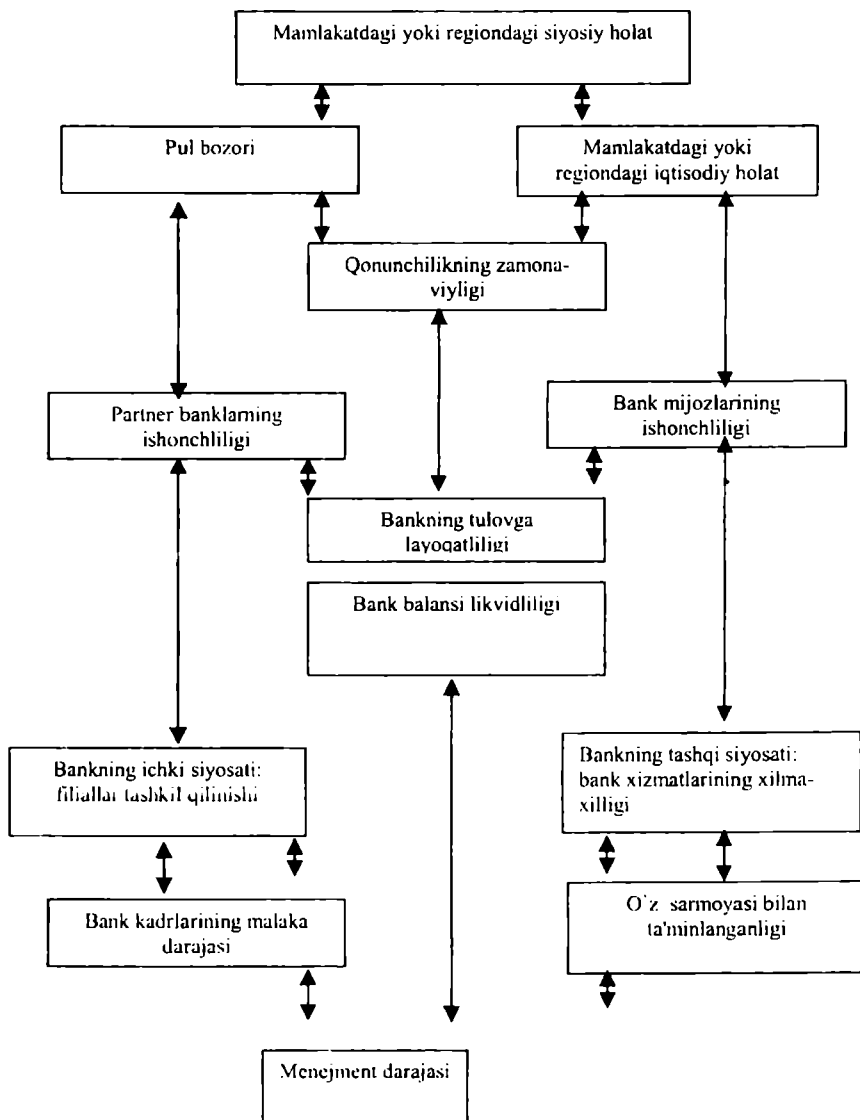 Mamlakatdagi yoki regiondagi siyosiy holat
Pul bozori
Mamlakatdagi yoki
regiondagi iqtisodiy holat
Qonunchilikning zamona-
viyligi
Partner banklarning
ishonchliligi
Bank mijozlarining
ishonchliligi
Bankning tulovga
layoqatliligi
Bank balansi likvidliligi
Bankning ichki siyosati:
filiallar tashkil qilinishi
Bankning tashqi siyosati:
bank xizmatlarining xilma-
xilligi
Bank kadrlarining malaka
darajasi
O`z sarmoyasi bilan
ta'minlanganligi
Menejment darajasi